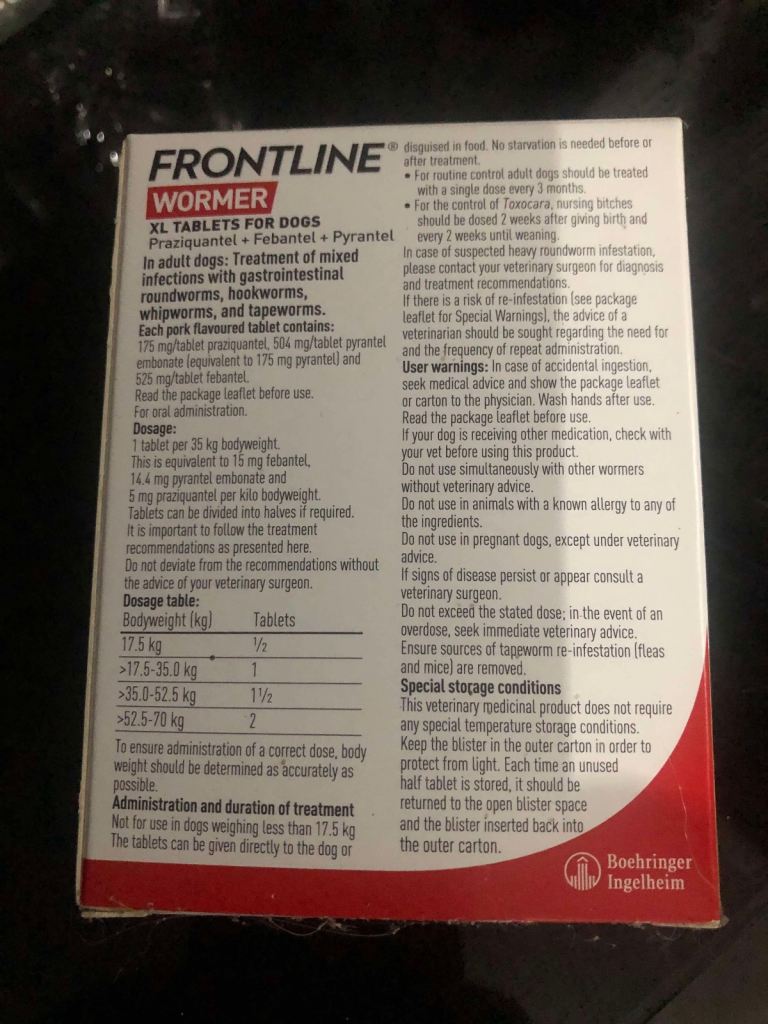 FRONTLINE®
WORMER
XL TABLETS FOR DOGS
Praziquantel + Febantel + Pyrantel
In adult dogs: Treatment of mixed
infections with gastrointestinal
roundworms, hookworms,
whipworms, and tapeworms.
Each pork flavoured tablet contains:
175 mg/tablet praziquantel, 504 mg/tablet pyrantel
embonate (equivalent to 175 mg pyrantel) and
525 mg/tablet febantel.
Read the package leaflet before use.
For oral administration.
Dosage:
1 tablet per 35 kg bodyweight.
This is equivalent to 15 mg febantel,
14.4 mg pyrantel embonate and
5 mg praziquantel per kilo bodyweight.
Tablets can be divided into halves if required.
It is important to follow the treatment
recommendations as presented here.
Do not deviate from the recommendations without
the advice of your veterinary surgeon.
Dosage table:
Bodyweight (kg) Tablets
17.5 kg ½
>17.5-35.0 kg 1
>35.0-52.5 kg 1½
>52.5-70 kg 2
To ensure administration of a correct dose, body
weight should be determined as accurately as
possible.
Administration and duration of treatment
Not for use in dogs weighing less than 17.5 kg
The tablets can be given directly to the dog or
disguised in food. No starvation is needed before or
after treatment.
• For routine control adult dogs should be treated
with a single dose every 3 months.
• For the control of Toxocara, nursing bitches
should be dosed 2 weeks after giving birth and
every 2 weeks until weaning.
In case of suspected heavy roundworm infestation,
please contact your veterinary surgeon for diagnosis
and treatment recommendations.
If there is a risk of re-infestation (see package
leaflet for Special Warnings), the advice of a
veterinarian should be sought regarding the need for
and the frequency of repeat administration.
User warnings: In case of accidental ingestion,
seek medical advice and show the package leaflet
or carton to the physician. Wash hands after use.
Read the package leaflet before use.
If your dog is receiving other medication, check with
your vet before using this product.
Do not use simultaneously with other wormers
without veterinary advice.
Do not use in animals with a known allergy to any of
the ingredients.
Do not use in pregnant dogs, except under veterinary
advice.
If signs of disease persist or appear consult a
veterinary surgeon.
Do not exceed the stated dose; in the event of an
overdose, seek immediate veterinary advice.
Ensure sources of tapeworm re-infestation (fleas
and mice) are removed.
Special storage conditions
This veterinary medicinal product does not require
any special temperature storage conditions.
Keep the blister in the outer carton in order to
protect from light. Each time an unused
half tablet is stored, it should be
returned to the open blister space
and the blister inserted back into
the outer carton.
Boehringer
Ingelheim